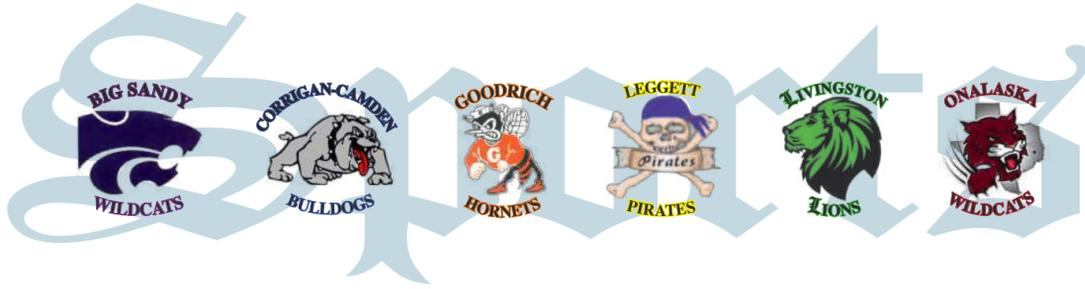 Sports
BIG SANDY
WILDCATS
CORRIGAN-CAMDEN
BULLDOGS
GOODRICH
G
HORNETS
LEGGETT
Pirates
PIRATES
LIVINGSTON
LIONS
ONALASKA
WILDCATS